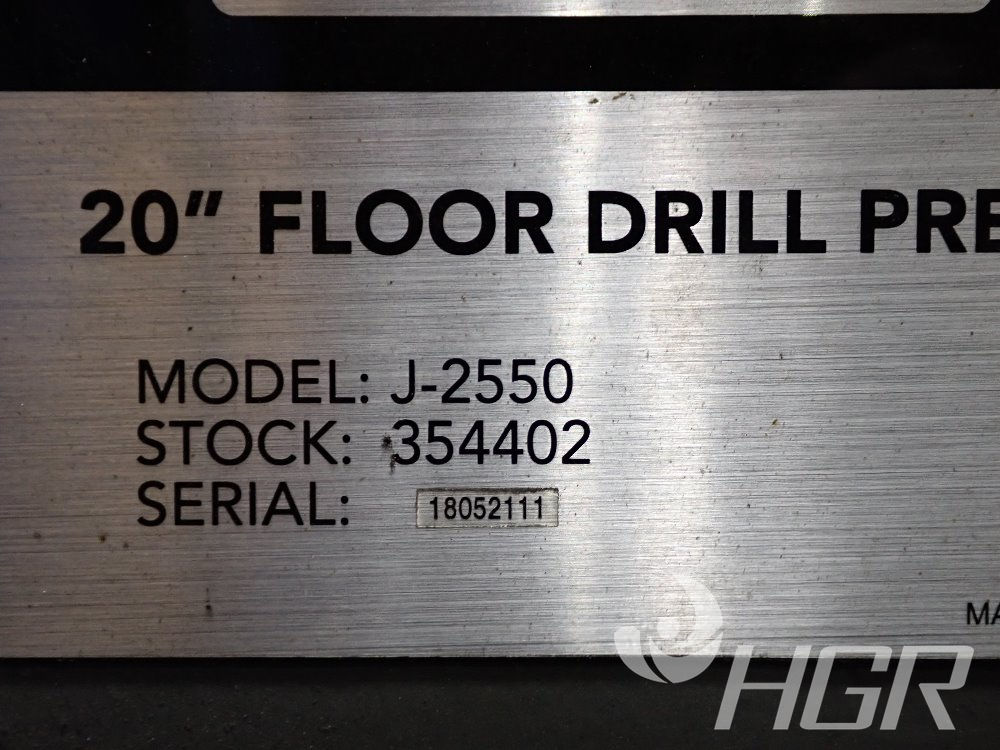 20" FLOOR DRILL PRE
MODEL: J-2550
STOCK: 354402
SERIAL: 18052111
MA
HGR